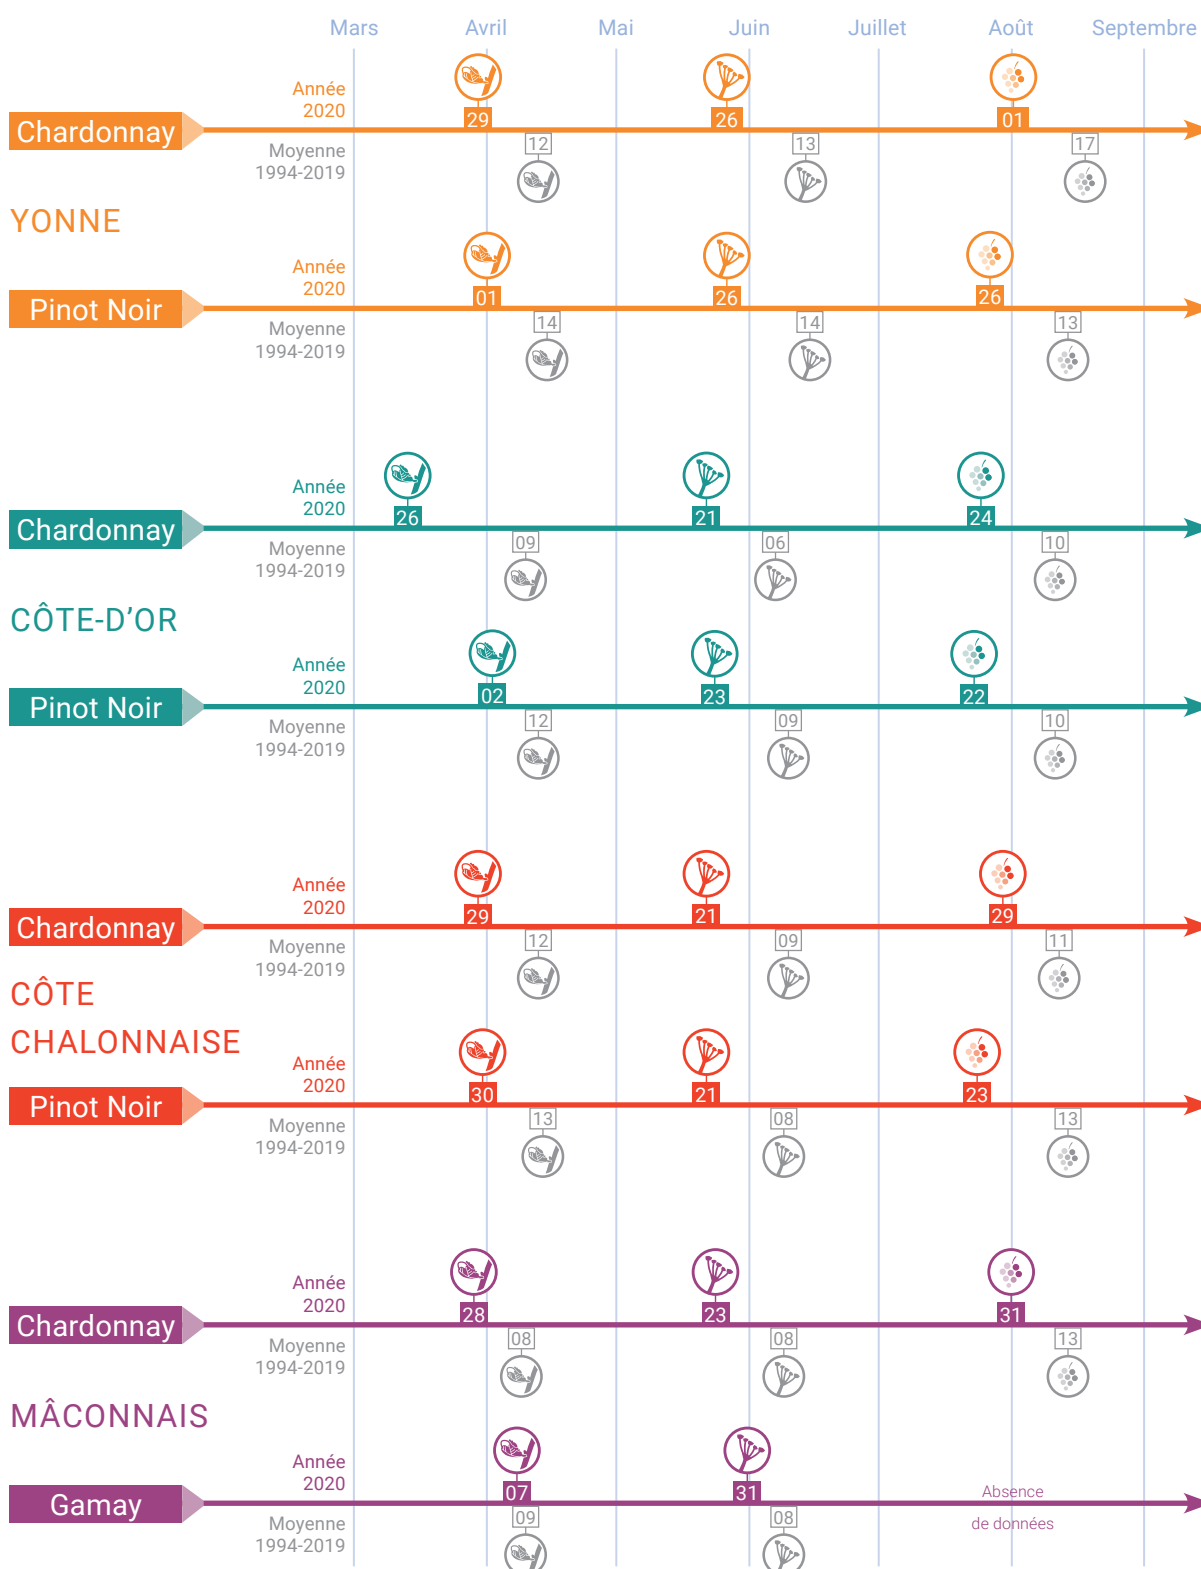 Mars Avril Mai Juin Juillet Août Septembre
Année
2020
29 26 01
Chardonnay
Moyenne
1994-2019
12 13 17
YONNE
Année
2020
01 26 26
Pinot Noir
Moyenne
1994-2019
14 14 13
Année
2020
26 21 24
Chardonnay
Moyenne
1994-2019
09 06 10
CÔTE-D'OR
Année
2020
02 23 22
Pinot Noir
Moyenne
1994-2019
12 09 10
Année
2020
29 21 29
Chardonnay
Moyenne
1994-2019
12 09 11
CÔTE
CHALONNAISE
Année
2020
30 21 23
Pinot Noir
Moyenne
1994-2019
13 08 13
Année
2020
28 23 31
Chardonnay
Moyenne
1994-2019
08 08 13
MÂCONNAIS
Année
2020
07 31
Gamay
Absence
de données
Moyenne
1994-2019
09 08